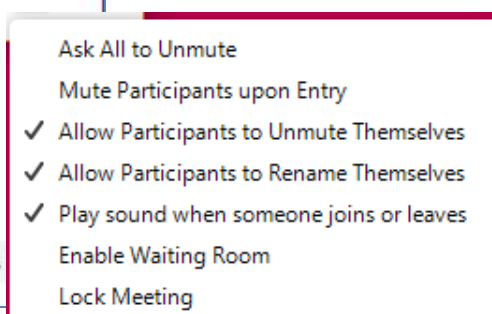 Ask All to Unmute
Mute Participants upon Entry
✓ Allow Participants to Unmute Themselves
✓ Allow Participants to Rename Themselves
✓ Play sound when someone joins or leaves
Enable Waiting Room
Lock Meeting